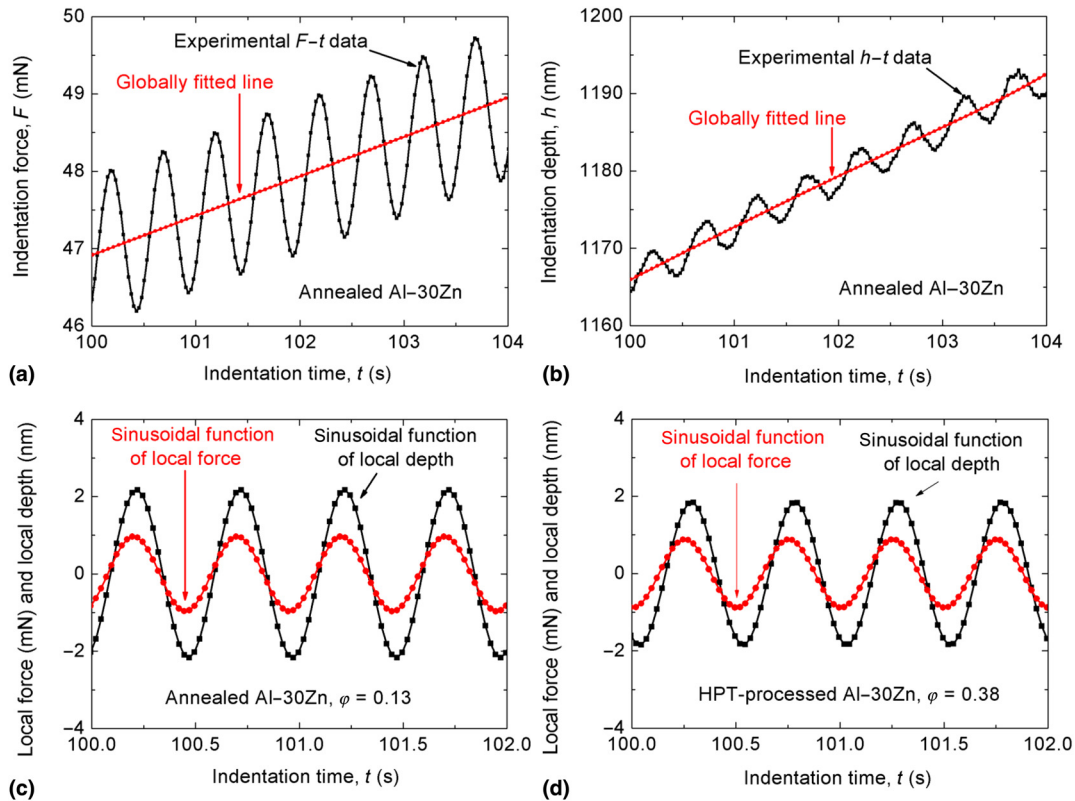 50
49
48
47
46
Indentation force, F (mN)
Experimental F–t data
Globally fitted line
Annealed Al–30Zn
100 101 102 103 104
(a)
Indentation time, t (s)
1200
1190
1180
1170
1160
Indentation depth, h (nm)
Experimental h–t data
Globally fitted line
Annealed Al–30Zn
100 101 102 103 104
(b)
Indentation time, t (s)
4
2
0
−2
−4
Local force (mN) and local depth (nm)
Sinusoidal function
of local force
Sinusoidal function
of local depth
Annealed Al–30Zn, φ = 0.13
100.0 100.5 101.0 101.5 102.0
(c)
Indentation time, t (s)
4
2
0
−2
−4
Local force (mN) and local depth (nm)
Sinusoidal function
of local force
Sinusoidal function
of local depth
HPT-processed Al–30Zn, φ = 0.38
100.0 100.5 101.0 101.5 102.0
(d)
Indentation time, t (s)